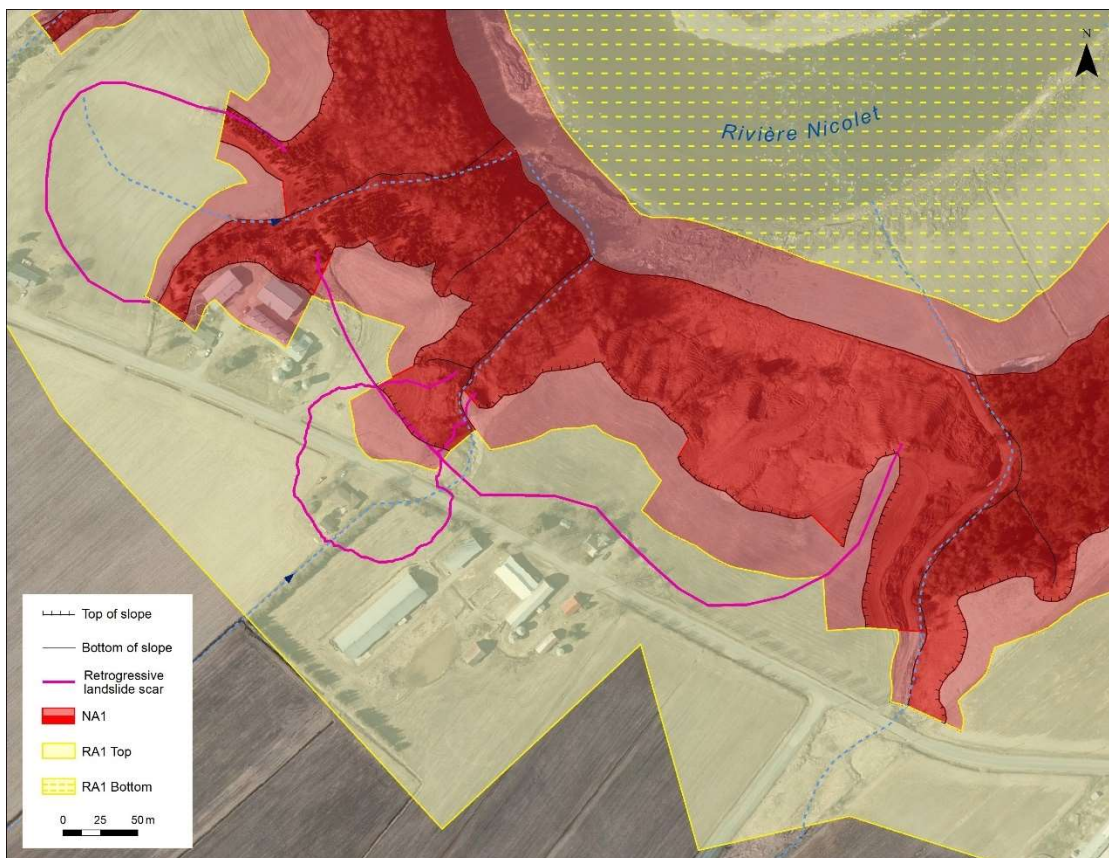 N
Rivière Nicolet
Top of slope
Bottom of slope
Retrogressive
landslide scar
NA1
RA1 Top
RA1 Bottom
0 25 50 m